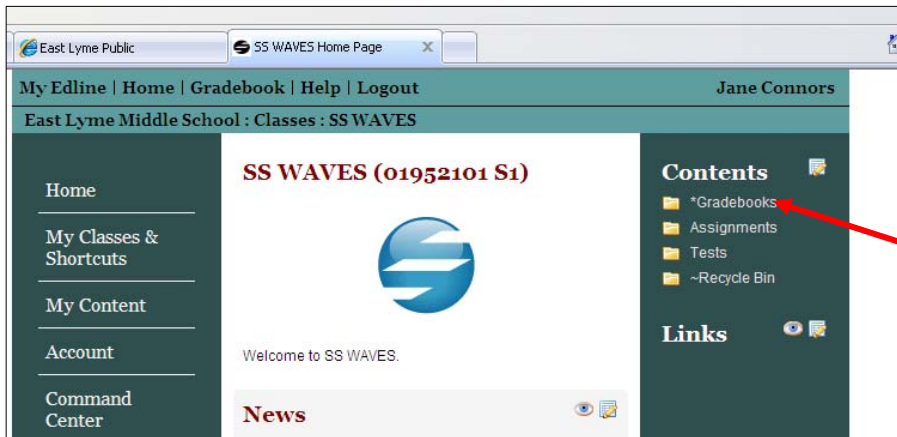 East Lyme Public
SS WAVES Home Page
X
My Edline | Home | Gradebook | Help | Logout
Jane Connors
East Lyme Middle School : Classes : SS WAVES
Home
My Classes &
Shortcuts
My Content
Account
Command
Center
SS WAVES (01952101 S1)
Welcome to SS WAVES.
News
Contents
*Gradebooks
Assignments
Tests
~Recycle Bin
Links